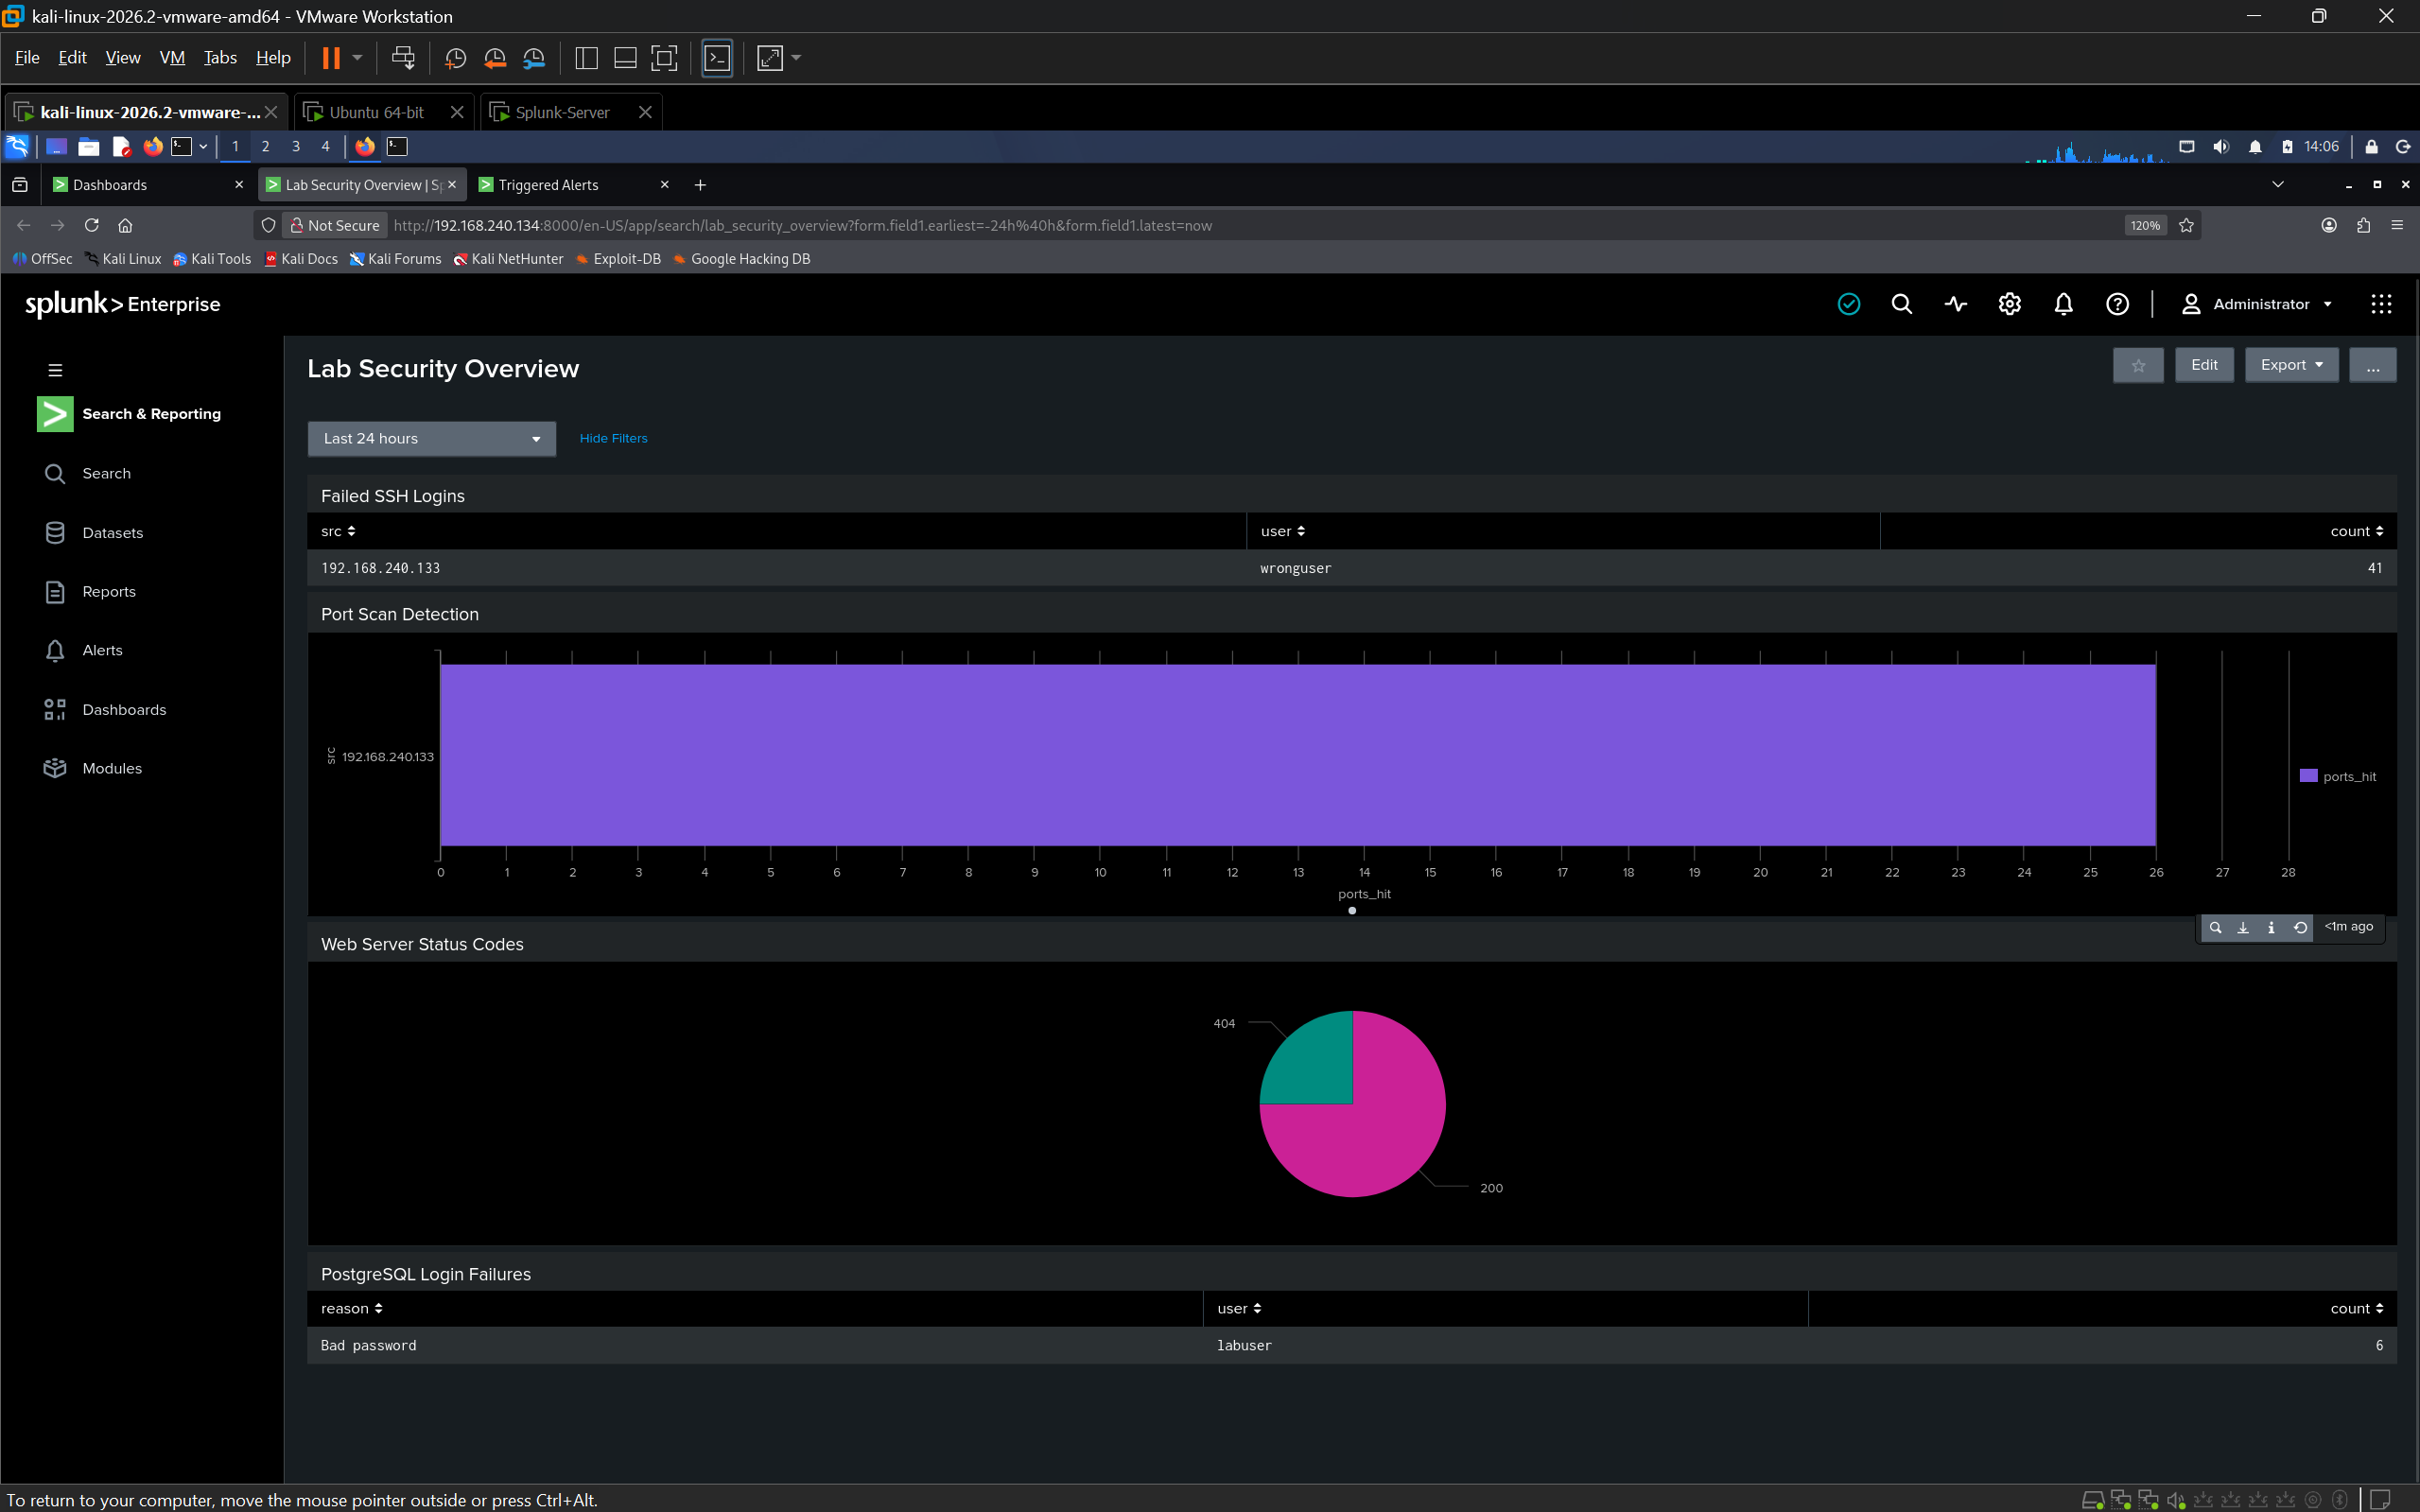 kali-linux-2026.2-vmware-amd64 - VMware Workstation
File Edit View VM Tabs Help
kali-linux-2026.2-vmware-... Ubuntu 64-bit Splunk-Server
1 2 3 4 14:06
Dashboards Lab Security Overview | Sp Triggered Alerts
Not Secure http://192.168.240.134:8000/en-US/app/search/lab_security_overview?form.field1.earliest=-24h%40h&form.field1.latest=now 120%
OffSec Kali Linux Kali Tools Kali Docs Kali Forums Kali NetHunter Exploit-DB Google Hacking DB
splunk>Enterprise Administrator
Lab Security Overview Edit Export ...
Search & Reporting
Search
Datasets
Reports
Alerts
Dashboards
Modules
Last 24 hours Hide Filters
Failed SSH Logins
src user count
192.168.240.133 wronguser 41
Port Scan Detection
src 192.168.240.133
ports_hit
0 1 2 3 4 5 6 7 8 9 10 11 12 13 14 15 16 17 18 19 20 21 22 23 24 25 26 27 28
ports_hit
<1m ago
Web Server Status Codes
404
200
PostgreSQL Login Failures
reason user count
Bad password labuser 6
To return to your computer, move the mouse pointer outside or press Ctrl+Alt.